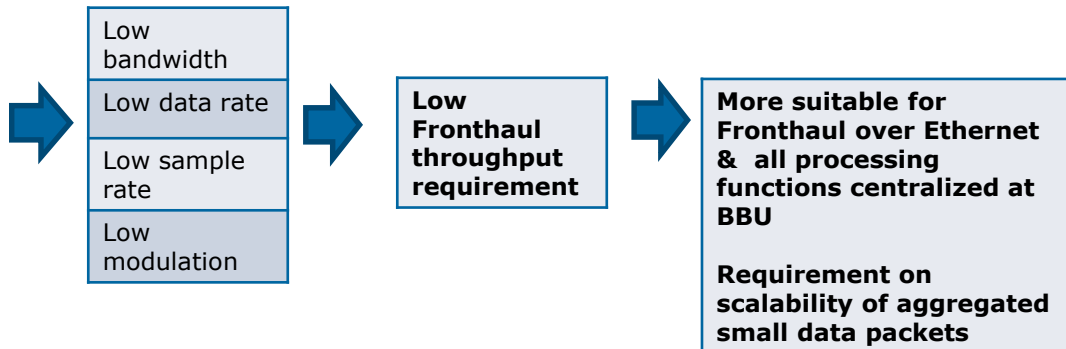 Low
bandwidth
Low data rate
Low sample
rate
Low
modulation
Low
Fronthaul
throughput
requirement
More suitable for
Fronthaul over Ethernet
& all processing
functions centralized at
BBU
Requirement on
scalability of aggregated
small data packets